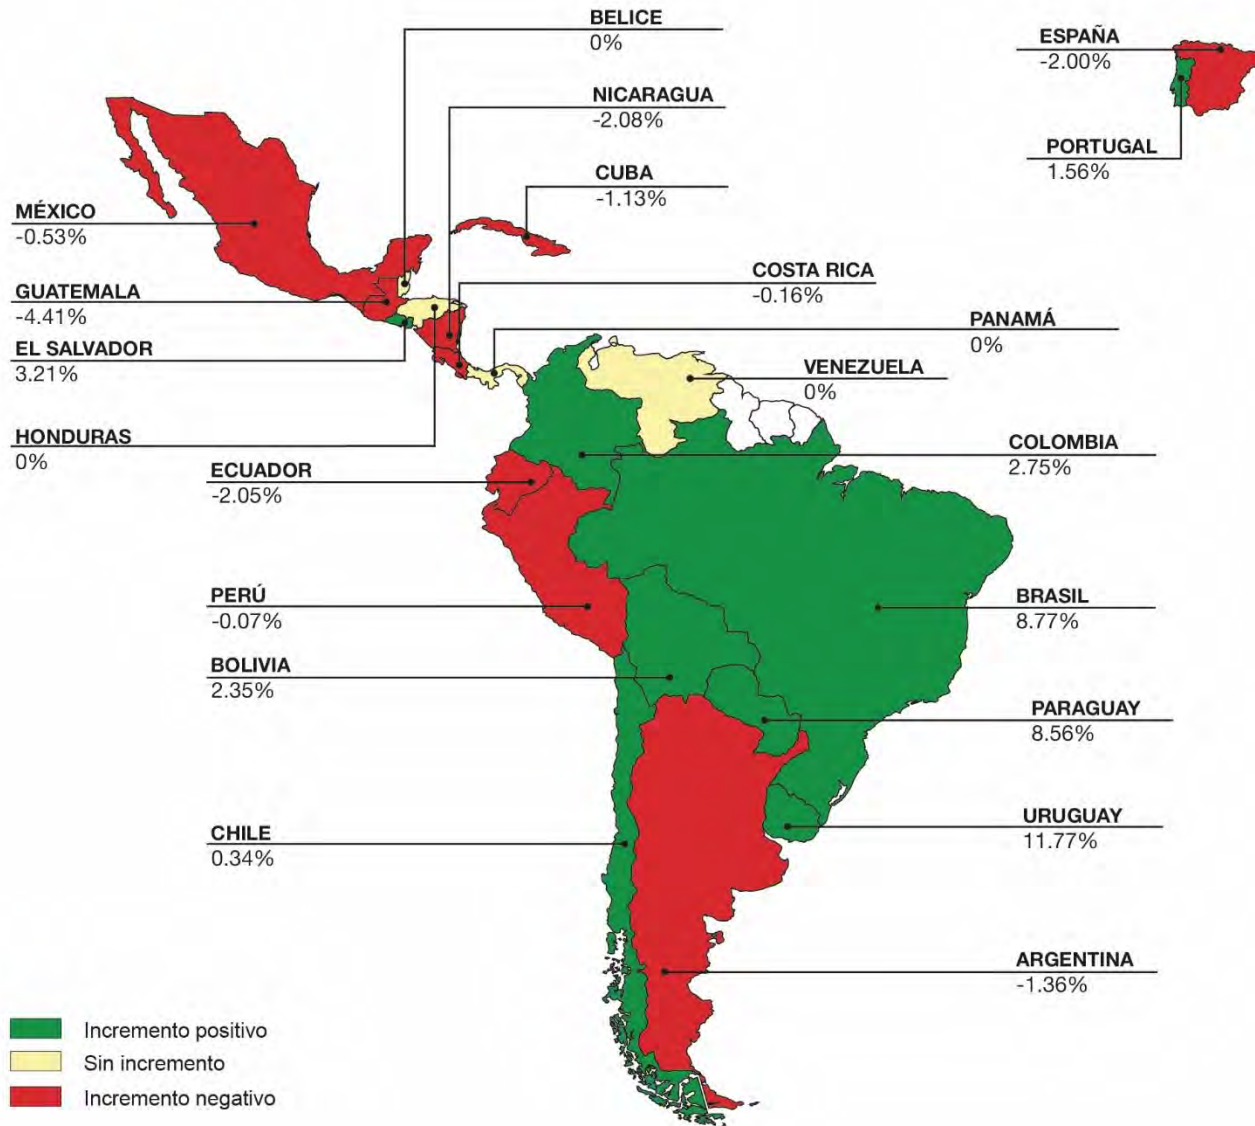 BELICE
0%
ESPAÑA
-2.00%
NICARAGUA
-2.08%
PORTUGAL
1.56%
CUBA
-1.13%
MÉXICO
-0.53%
COSTA RICA
-0.16%
GUATEMALA
-4.41%
PANAMÁ
0%
EL SALVADOR
3.21%
VENEZUELA
0%
HONDURAS
0%
COLOMBIA
2.75%
ECUADOR
-2.05%
PERÚ
-0.07%
BRASIL
8.77%
BOLIVIA
2.35%
PARAGUAY
8.56%
CHILE
0.34%
URUGUAY
11.77%
ARGENTINA
-1.36%
Incremento positivo
Sin incremento
Incremento negativo